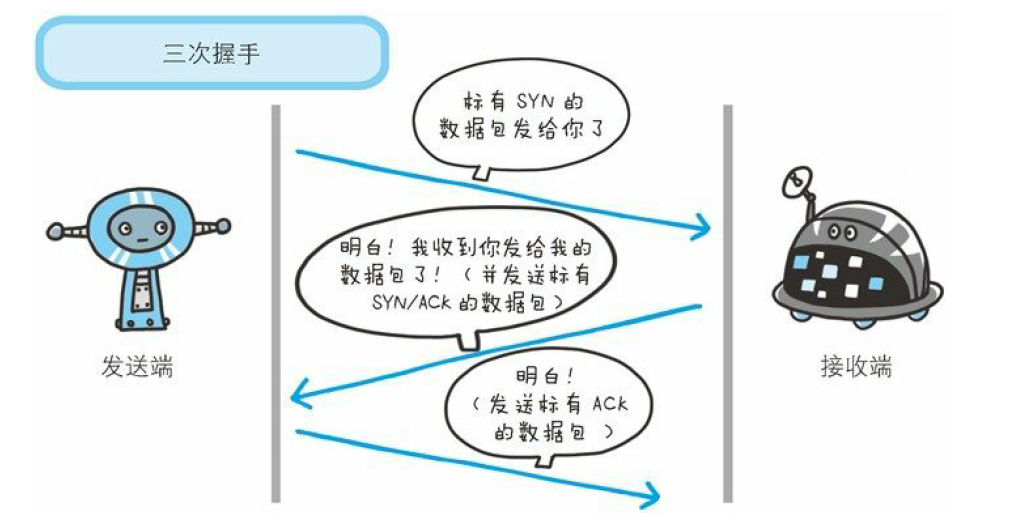 三次握手
标有 SYN 的
数据包发给你了
明白！我收到你发给我的
数据包了！（并发送标有
SYN/ACK 的数据包）
发送端
接收端
明白！
（发送标有 ACK
的数据包）